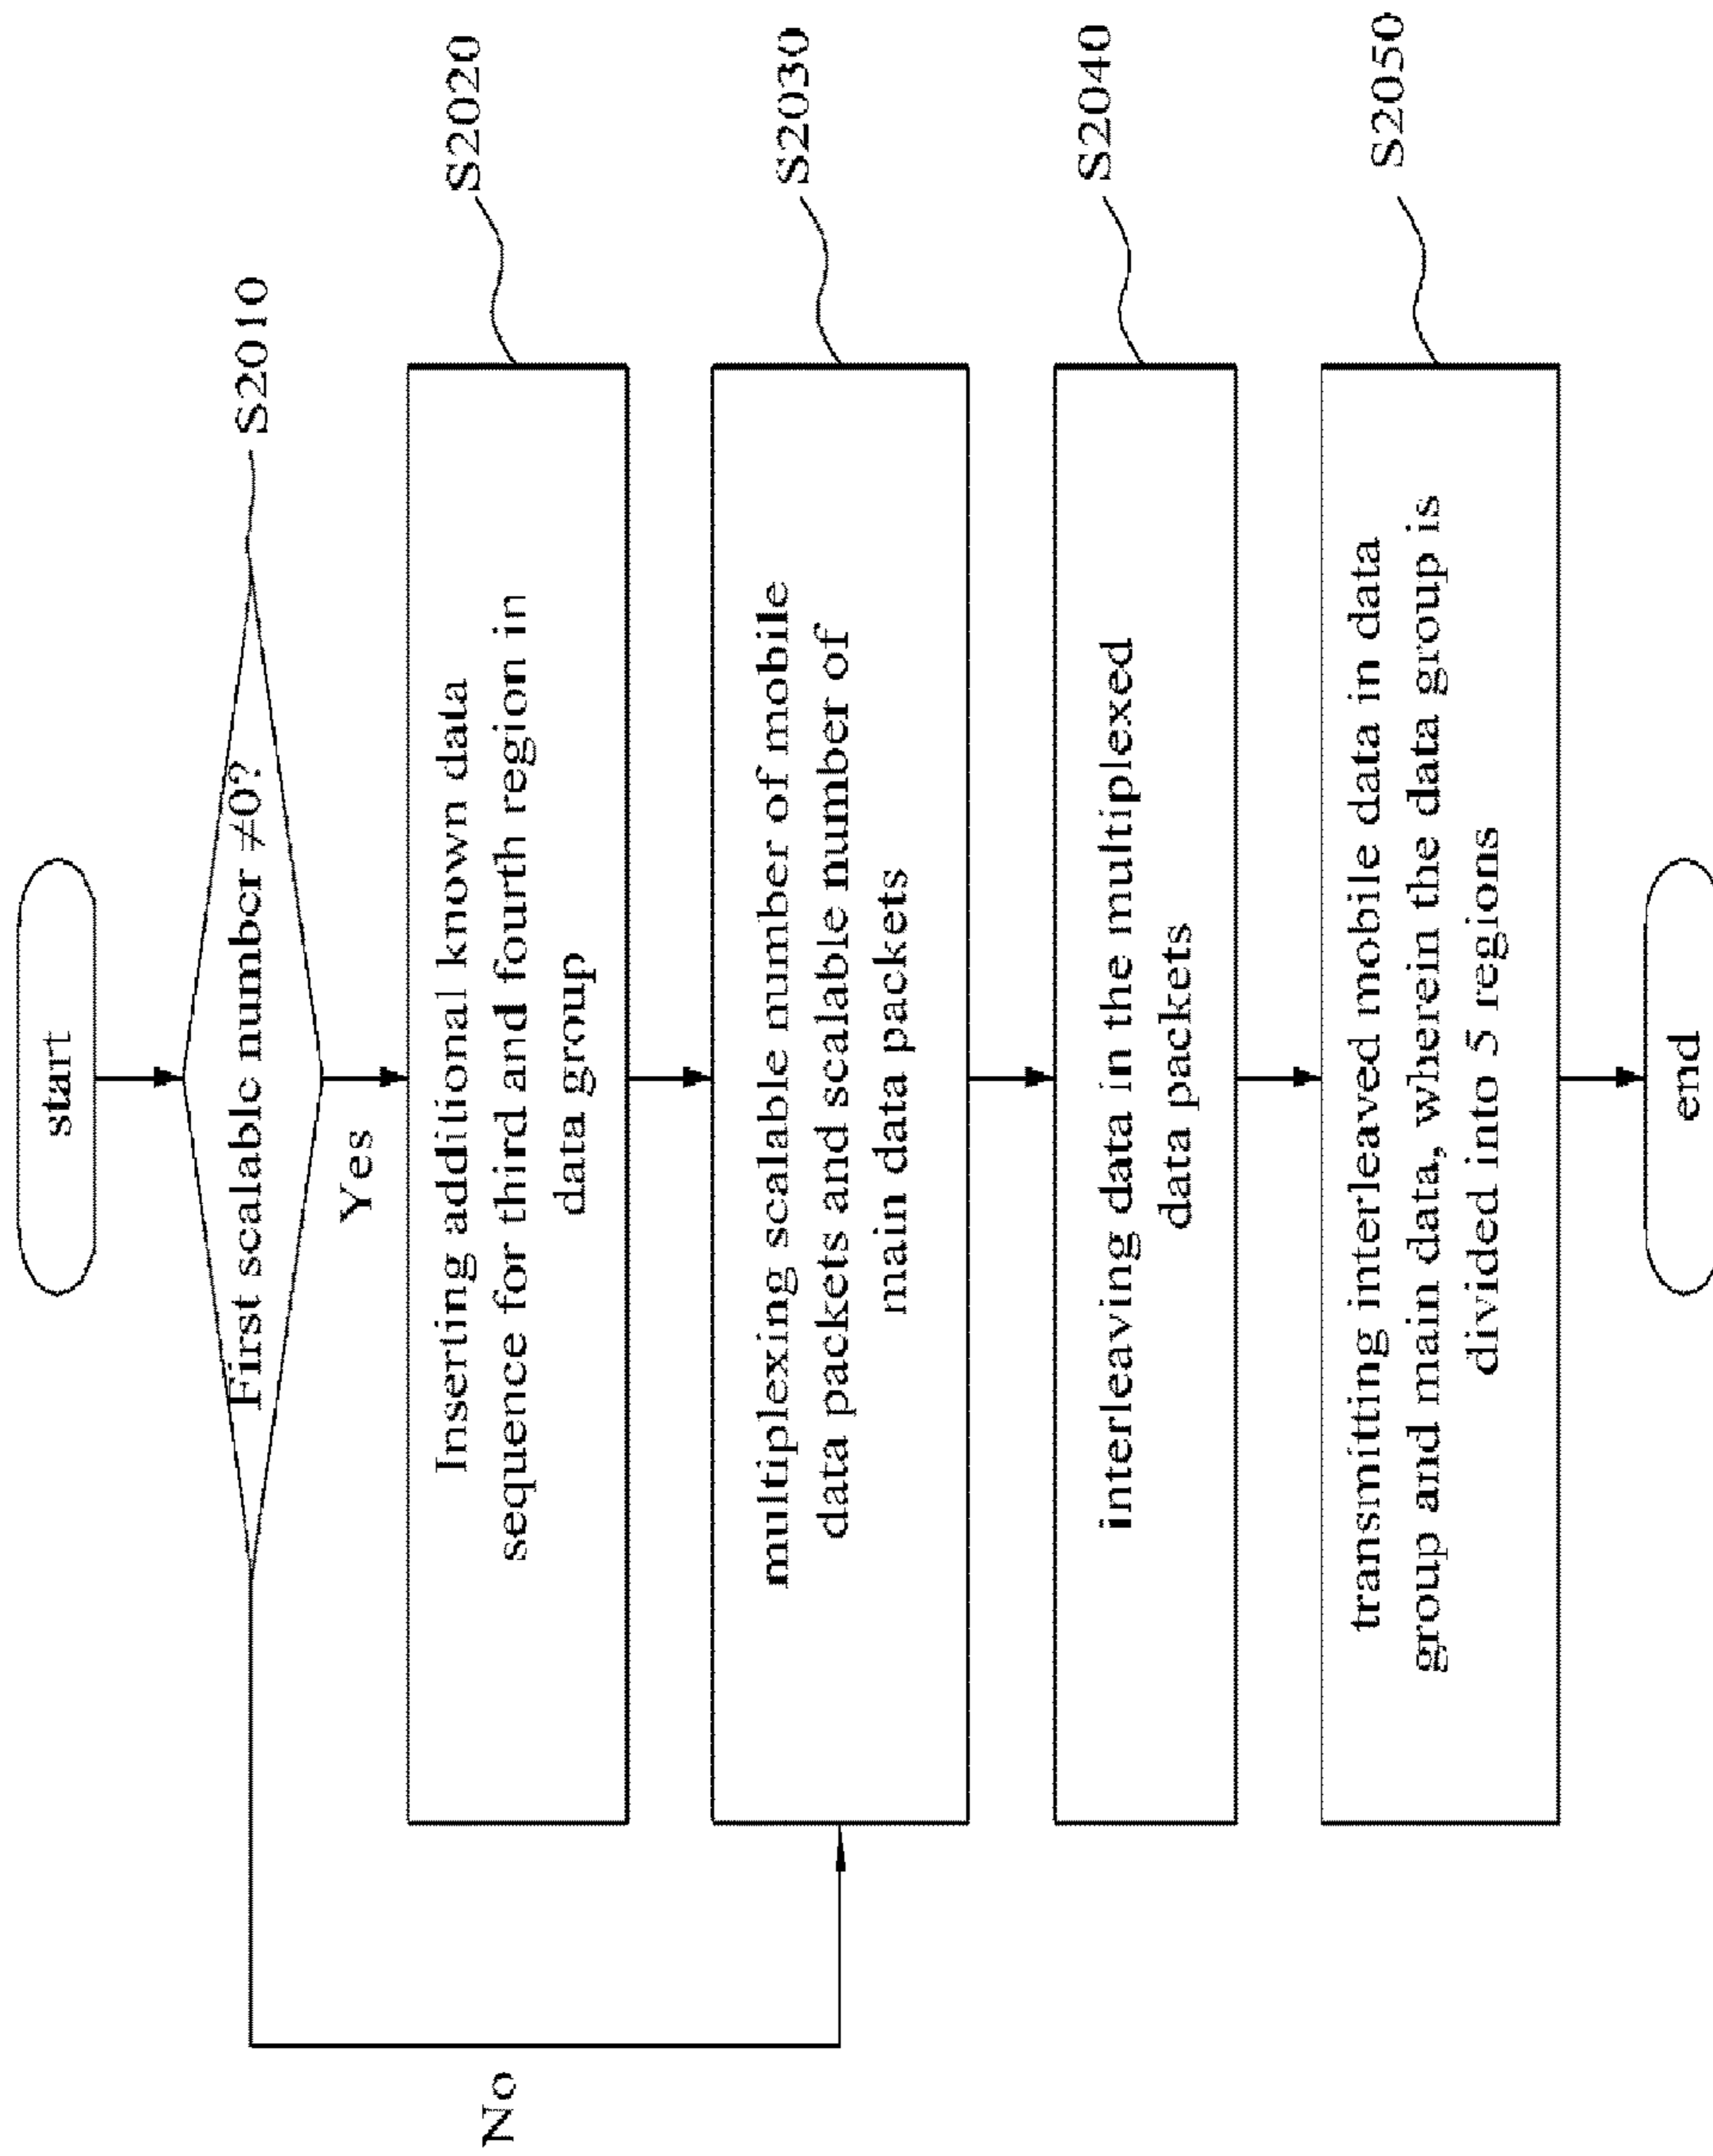 start
First scalable number ≠0?
S2010
Yes
No
Inserting additional known data
sequence for third and fourth region in
data group
S2020
multiplexing scalable number of mobile
data packets and scalable number of
main data packets
S2030
interleaving data in the multiplexed
data packets
S2040
transmitting interleaved mobile data in data
group and main data, wherein the data group is
divided into 5 regions
S2050
end